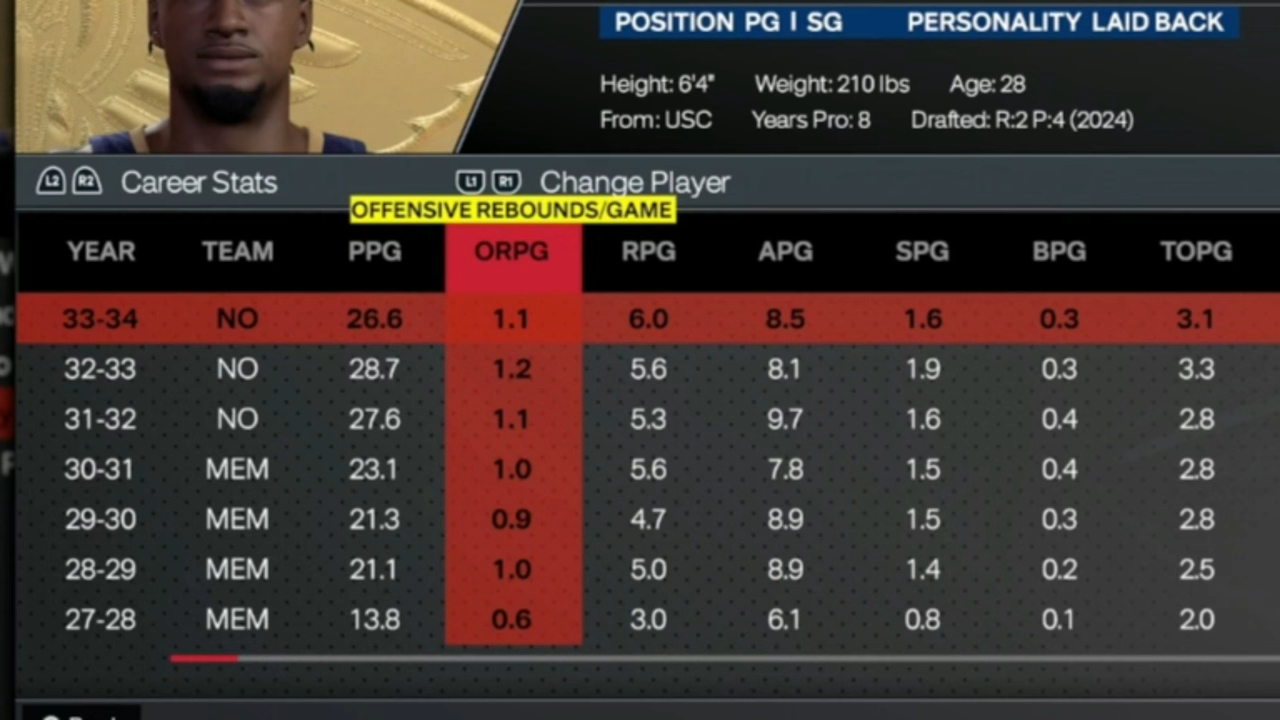 POSITION PG | SG PERSONALITY LAID BACK
Height: 6'4" Weight: 210 lbs Age: 28
From: USC Years Pro: 8 Drafted: R:2 P:4 (2024)
L2 R2 Career Stats L1 R1 Change Player
OFFENSIVE REBOUNDS/GAME
YEAR TEAM PPG ORPG RPG APG SPG BPG TOPG
33-34 NO 26.6 1.1 6.0 8.5 1.6 0.3 3.1
32-33 NO 28.7 1.2 5.6 8.1 1.9 0.3 3.3
31-32 NO 27.6 1.1 5.3 9.7 1.6 0.4 2.8
30-31 MEM 23.1 1.0 5.6 7.8 1.5 0.4 2.8
29-30 MEM 21.3 0.9 4.7 8.9 1.5 0.3 2.8
28-29 MEM 21.1 1.0 5.0 8.9 1.4 0.2 2.5
27-28 MEM 13.8 0.6 3.0 6.1 0.8 0.1 2.0